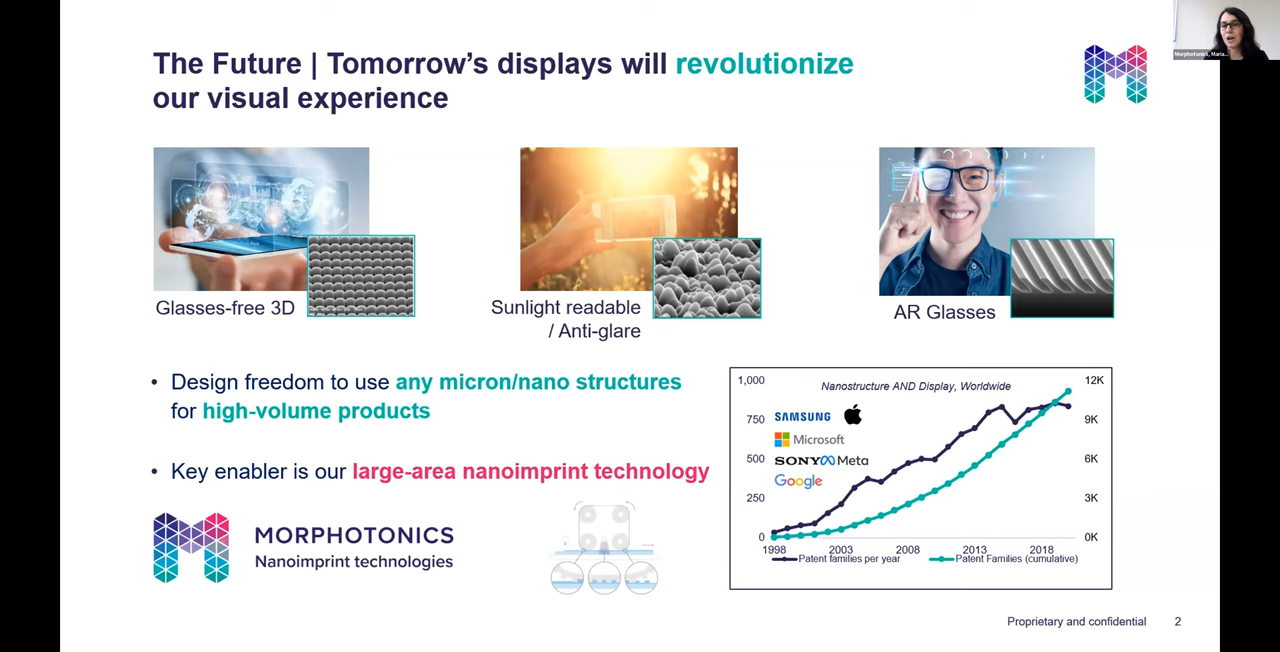 Morphotonics, Maria...
The Future | Tomorrow's displays will revolutionize
our visual experience
Glasses-free 3D
Sunlight readable
/ Anti-glare
AR Glasses
• Design freedom to use any micron/nano structures
for high-volume products
• Key enabler is our large-area nanoimprint technology
MORPHOTONICS
Nanoimprint technologies
Nanostructure AND Display, Worldwide
1,000
750
500
250
0
12K
9K
6K
3K
0K
SAMSUNG
Microsoft
SONY Meta
Google
1998 2003 2008 2013 2018
Patent families per year Patent Families (cumulative)
Proprietary and confidential 2